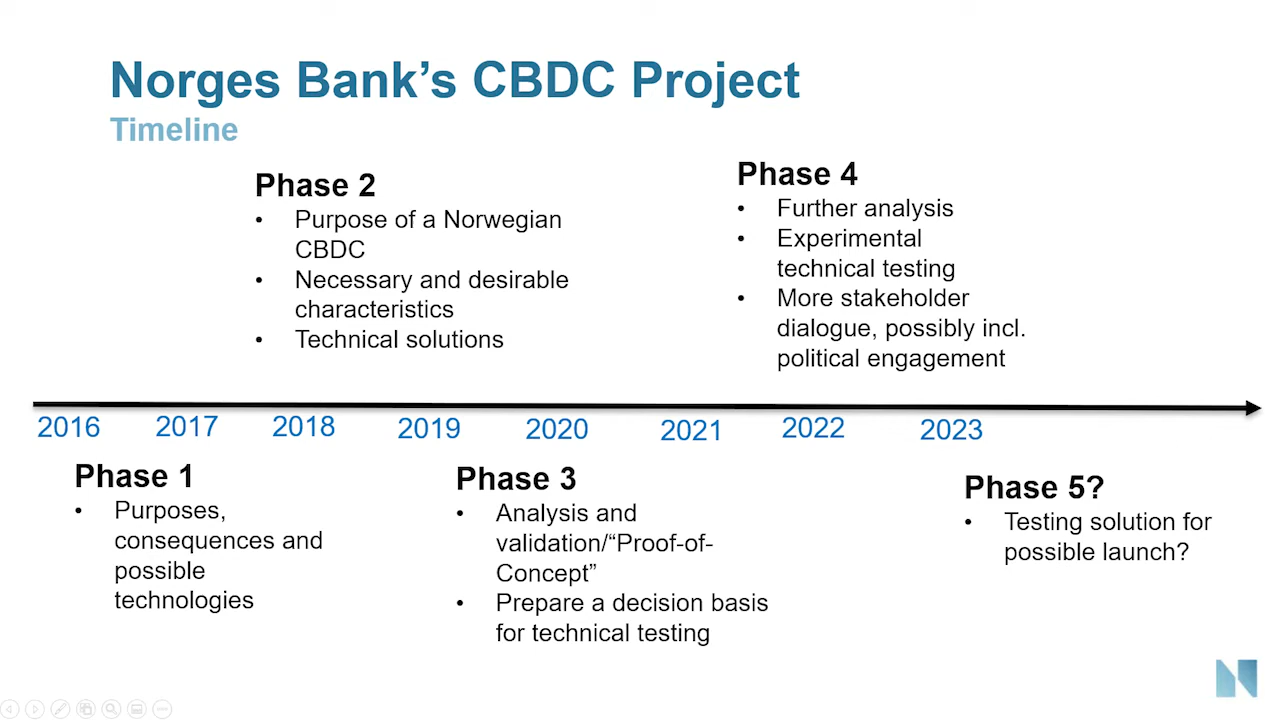 Norges Bank’s CBDC Project
Timeline
Phase 2
• Purpose of a Norwegian
CBDC
• Necessary and desirable
characteristics
• Technical solutions
Phase 4
• Further analysis
• Experimental
technical testing
• More stakeholder
dialogue, possibly incl.
political engagement
2016 2017 2018 2019 2020 2021 2022 2023
Phase 1
• Purposes,
consequences and
possible
technologies
Phase 3
• Analysis and
validation/“Proof-of-
Concept”
• Prepare a decision basis
for technical testing
Phase 5?
• Testing solution for
possible launch?